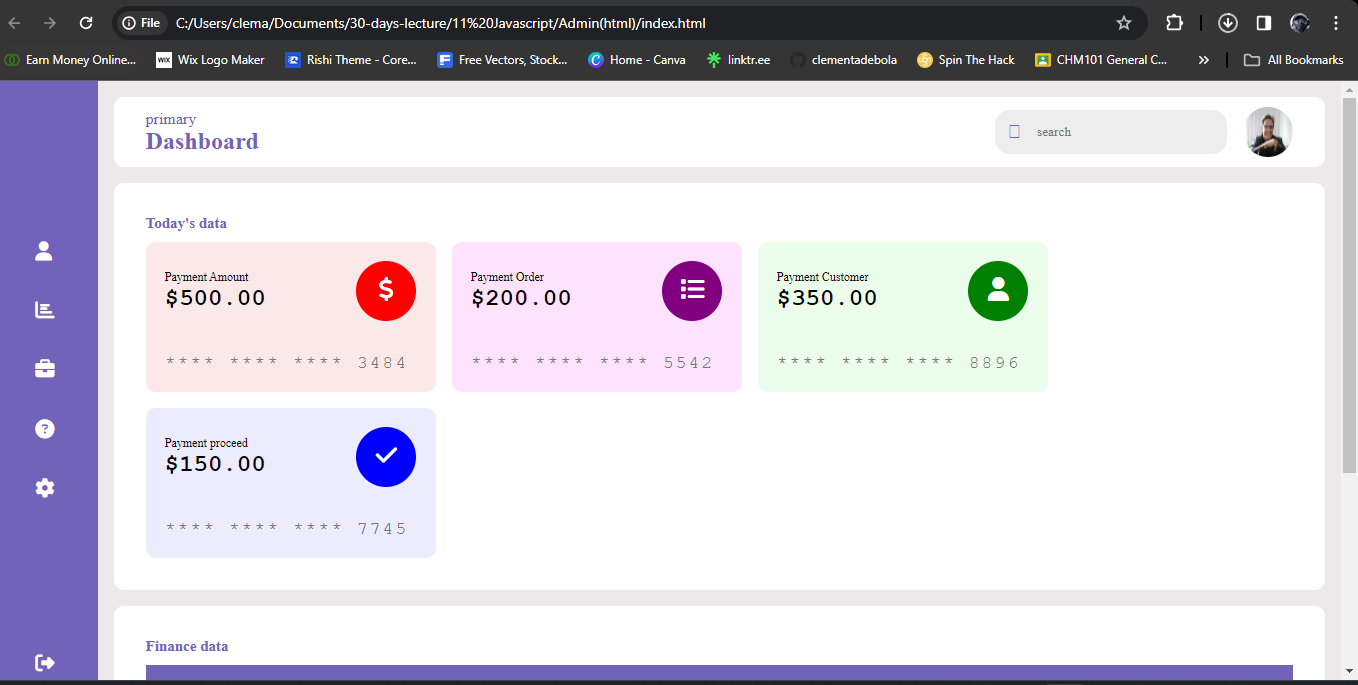 File C:/Users/clema/Documents/30-days-lecture/11%20Javascript/Admin(html)/index.html
Earn Money Online... WiX Wix Logo Maker Rishi Theme - Core... Free Vectors, Stock... Home - Canva linktr.ee clementadebola Spin The Hack CHM101 General C... » All Bookmarks
primary
Dashboard
search
Today's data
Payment Amount
$500.00
$
**** **** **** 3484
Payment Order
$200.00
**** **** **** 5542
Payment Customer
$350.00
**** **** **** 8896
Payment proceed
$150.00
**** **** **** 7745
?
Finance data